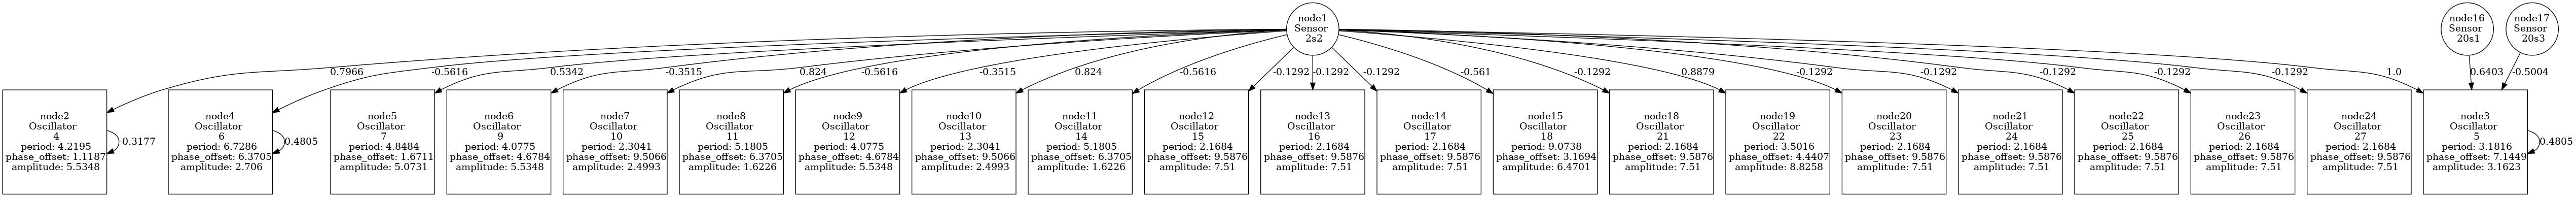 node1
Sensor
2s2
node16
Sensor
20s1
node17
Sensor
20s3
0.7966
-0.5616
0.5342
-0.3515
0.824
-0.5616
-0.3515
0.824
-0.5616
-0.1292
-0.1292
-0.1292
-0.561
-0.1292
0.8879
-0.1292
-0.1292
-0.1292
-0.1292
-0.1292
1.0
0.6403
-0.5004
node2
Oscillator
4
period: 4.2195
phase_offset: 1.1187
amplitude: 5.5348
-0.3177
node4
Oscillator
6
period: 6.7286
phase_offset: 6.3705
amplitude: 2.706
0.4805
node5
Oscillator
7
period: 4.8484
phase_offset: 1.6711
amplitude: 5.0731
node6
Oscillator
9
period: 4.0775
phase_offset: 4.6784
amplitude: 5.5348
node7
Oscillator
10
period: 2.3041
phase_offset: 9.5066
amplitude: 2.4993
node8
Oscillator
11
period: 5.1805
phase_offset: 6.3705
amplitude: 1.6226
node9
Oscillator
12
period: 4.0775
phase_offset: 4.6784
amplitude: 5.5348
node10
Oscillator
13
period: 2.3041
phase_offset: 9.5066
amplitude: 2.4993
node11
Oscillator
14
period: 5.1805
phase_offset: 6.3705
amplitude: 1.6226
node12
Oscillator
15
period: 2.1684
phase_offset: 9.5876
amplitude: 7.51
node13
Oscillator
16
period: 2.1684
phase_offset: 9.5876
amplitude: 7.51
node14
Oscillator
17
period: 2.1684
phase_offset: 9.5876
amplitude: 7.51
node15
Oscillator
18
period: 9.0738
phase_offset: 3.1694
amplitude: 6.4701
node18
Oscillator
21
period: 2.1684
phase_offset: 9.5876
amplitude: 7.51
node19
Oscillator
22
period: 3.5016
phase_offset: 4.4407
amplitude: 8.8258
node20
Oscillator
23
period: 2.1684
phase_offset: 9.5876
amplitude: 7.51
node21
Oscillator
24
period: 2.1684
phase_offset: 9.5876
amplitude: 7.51
node22
Oscillator
25
period: 2.1684
phase_offset: 9.5876
amplitude: 7.51
node23
Oscillator
26
period: 2.1684
phase_offset: 9.5876
amplitude: 7.51
node24
Oscillator
27
period: 2.1684
phase_offset: 9.5876
amplitude: 7.51
node3
Oscillator
5
period: 3.1816
phase_offset: 7.1449
amplitude: 3.1623
0.4805